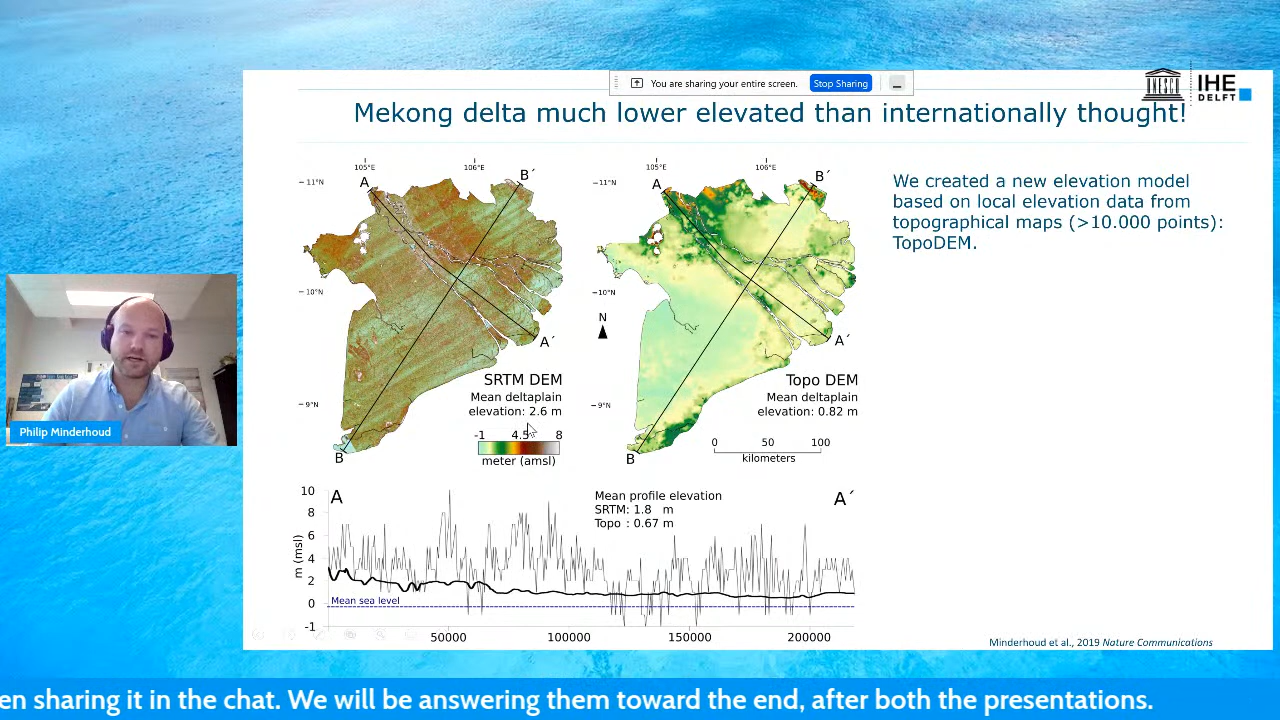 You are sharing your entire screen.
Stop Sharing
UNESCO
IHE
DELFT
Mekong delta much lower elevated than internationally thought!
105°E
106°E
A
B´
11°N
10°N
9°N
A´
B
SRTM DEM
Mean deltaplain
elevation: 2.6 m
-1 4.5 8
meter (amsl)
105°E
106°E
A
B´
11°N
10°N
N
9°N
A´
B
Topo DEM
Mean deltaplain
elevation: 0.82 m
0 50 100
kilometers
We created a new elevation model
based on local elevation data from
topographical maps (>10.000 points):
TopoDEM.
Philip Minderhoud
A
A´
Mean profile elevation
SRTM: 1.8 m
Topo : 0.67 m
m (msl)
10
8
6
4
2
0
-1
Mean sea level
50000
100000
150000
200000
Minderhoud et al., 2019 Nature Communications
en sharing it in the chat. We will be answering them toward the end, after both the presentations.